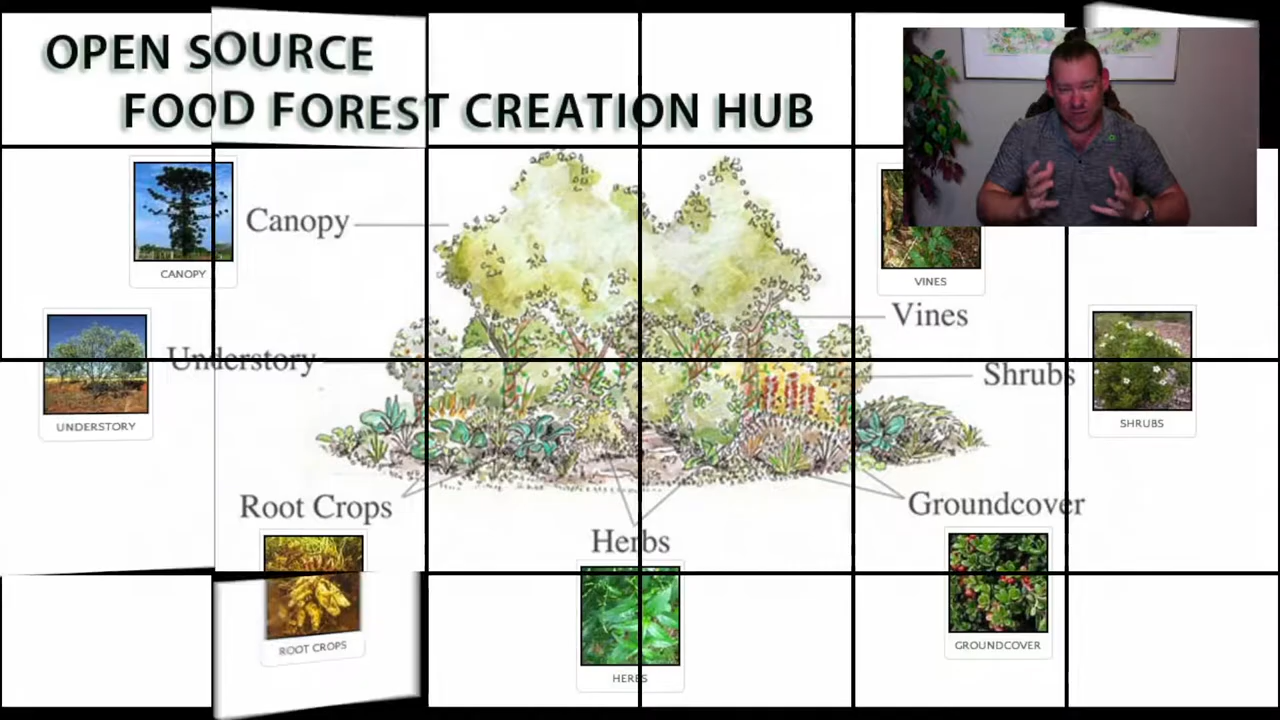 OPEN SOURCE
FOOD FOREST CREATION HUB
Canopy
CANOPY
VINES
Vines
Understory
Shrubs
UNDERSTORY
SHRUBS
Root Crops
Groundcover
Herbs
ROOT CROPS
GROUNDCOVER
HERBS